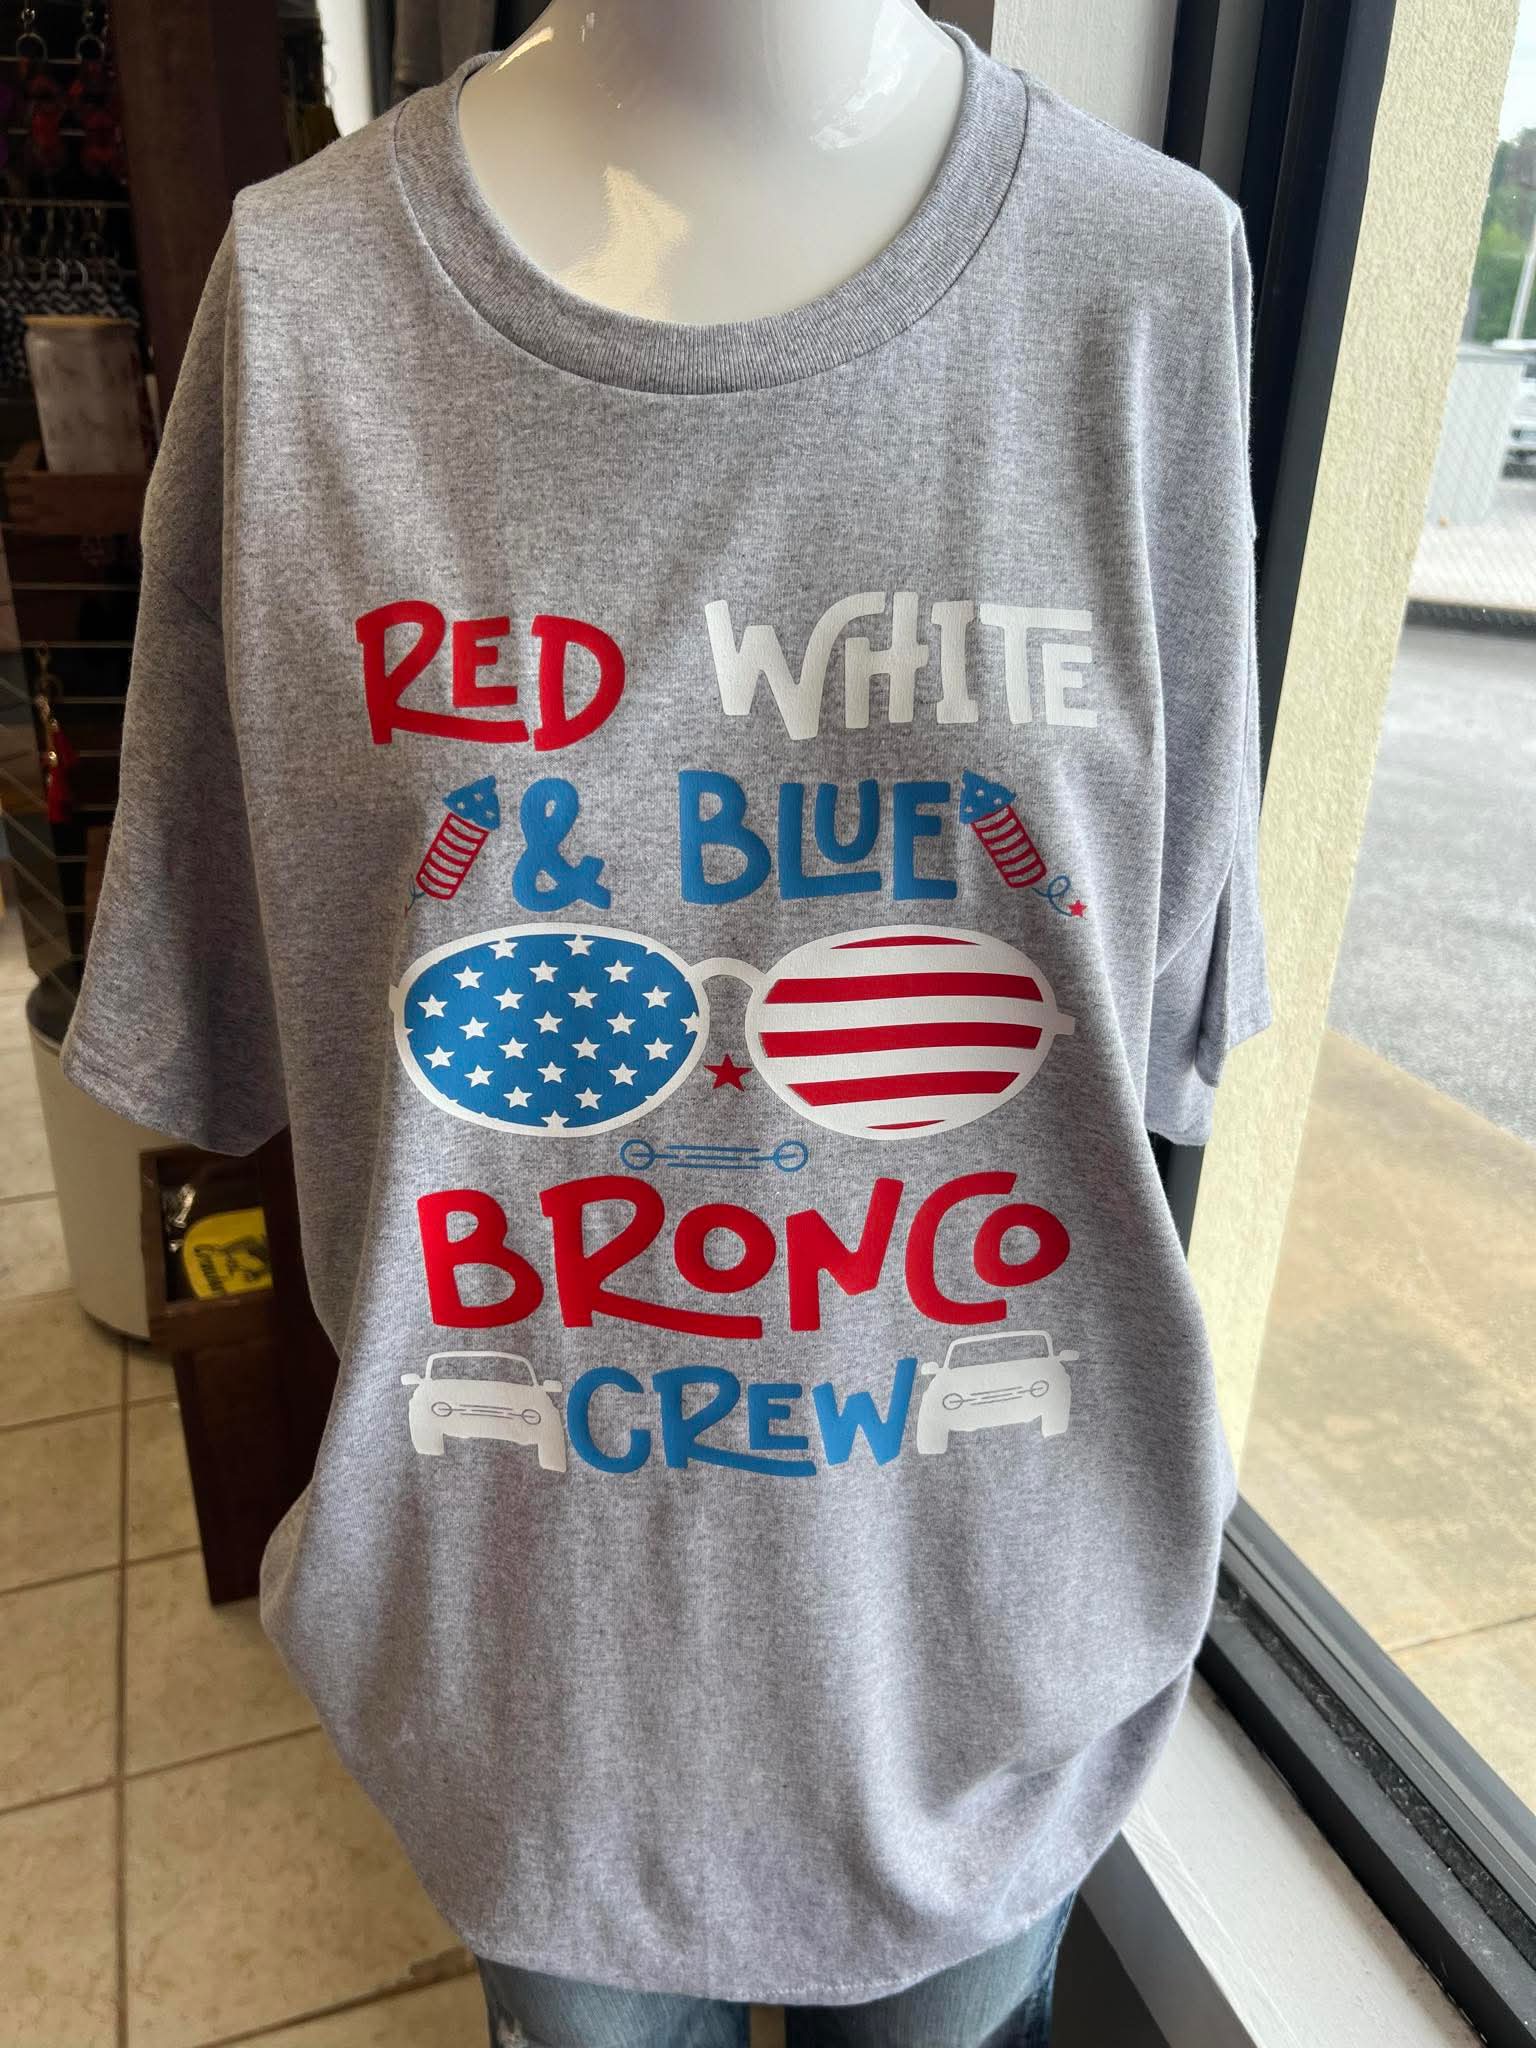 RED WHITE
& BLUE
BRONCO
CREW